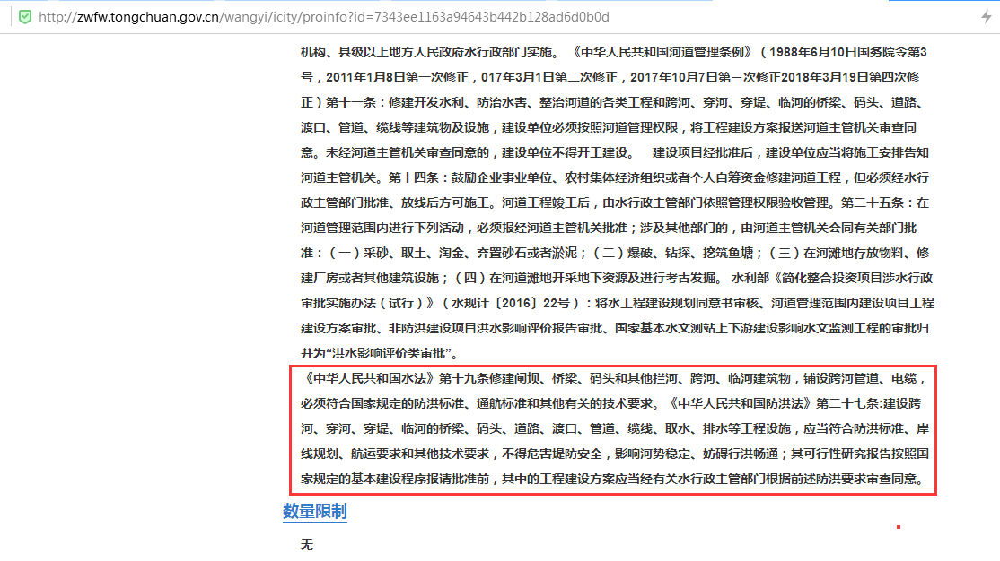 http://zwfw.tongchuan.gov.cn/wangyi/icity/proinfo?id=7343ee1163a94643b442b128ad6d0b0d
机构、县级以上地方人民政府水行政部门实施。 《中华人民共和国河道管理条例》（1988年6月10日国务院令第3
号，2011年1月8日第一次修正，017年3月1日第二次修正，2017年10月7日第三次修正2018年3月19日第四次修
正）第十一条：修建开发水利、防治水害、整治河道的各类工程和跨河、穿河、穿堤、临河的桥梁、码头、道路、
渡口、管道、缆线等建筑物及设施，建设单位必须按照河道管理权限，将工程建设方案报送河道主管机关审查同
意。未经河道主管机关审查同意的，建设单位不得开工建设。 建设项目经批准后，建设单位应当将施工安排告知
河道主管机关。第十四条：鼓励企业事业单位、农村集体经济组织或者个人自筹资金修建河道工程，但必须经水行
政主管部门批准、放线后方可施工。河道工程竣工后，由水行政主管部门依照管理权限验收管理。第二十五条：在
河道管理范围内进行下列活动，必须报经河道主管机关批准；涉及其他部门的，由河道主管机关会同有关部门批
准：（一）采砂、取土、淘金、弃置砂石或者淤泥；（二）爆破、钻探、挖筑鱼塘；（三）在河滩地存放物料、修
建厂房或者其他建筑设施；（四）在河道滩地开采地下资源及进行考古发掘。 水利部《简化整合投资项目涉水行政
审批实施办法（试行）》（水规计〔2016〕22号）：将水工程建设规划同意书审核、河道管理范围内建设项目工程
建设方案审批、非防洪建设项目洪水影响评价报告审批、国家基本水文测站上下游建设影响水文监测工程的审批归
并为“洪水影响评价类审批”。
《中华人民共和国水法》第十九条修建闸坝、桥梁、码头和其他拦河、跨河、临河建筑物，铺设跨河管道、电缆，
必须符合国家规定的防洪标准、通航标准和其他有关的技术要求。《中华人民共和国防洪法》第二十七条:建设跨
河、穿河、穿堤、临河的桥梁、码头、道路、渡口、管道、缆线、取水、排水等工程设施，应当符合防洪标准、岸
线规划、航运要求和其他技术要求，不得危害堤防安全，影响河势稳定、妨碍行洪畅通；其可行性研究报告按照国
家规定的基本建设程序报请批准前，其中的工程建设方案应当经有关水行政主管部门根据前述防洪要求审查同意。
数量限制
无